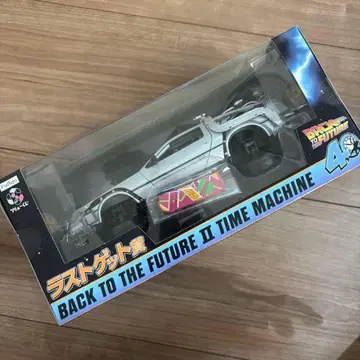 BACK TO THE FUTURE
40
ラストゲット賞
BACK TO THE FUTURE II TIME MACHINE